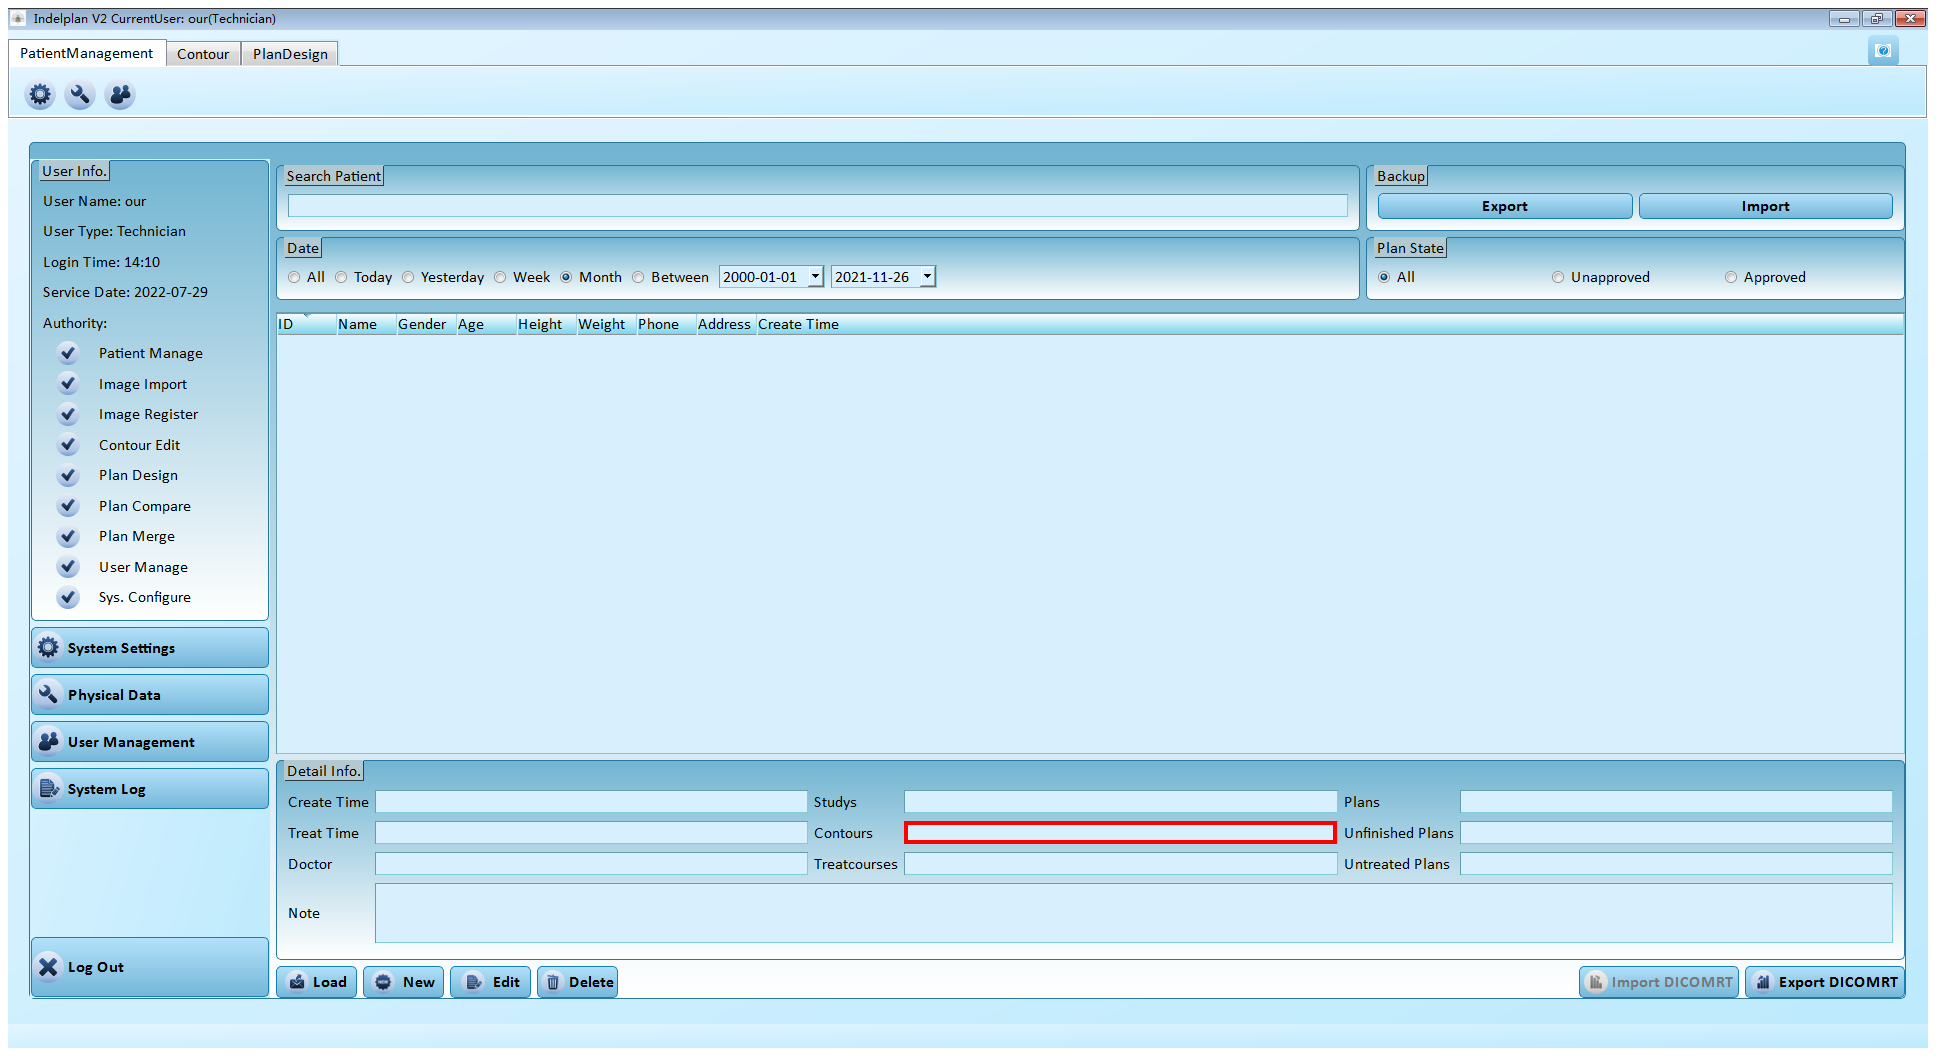 Indelplan V2 CurrentUser: our(Technician)
PatientManagement Contour PlanDesign
User Info.
User Name: our
User Type: Technician
Login Time: 14:10
Service Date: 2022-07-29
Authority:
Patient Manage
Image Import
Image Register
Contour Edit
Plan Design
Plan Compare
Plan Merge
User Manage
Sys. Configure
System Settings
Physical Data
User Management
System Log
Log Out
Search Patient
Backup
Export Import
Date
All Today Yesterday Week Month Between 2000-01-01 2021-11-26
Plan State
All Unapproved Approved
ID Name Gender Age Height Weight Phone Address Create Time
Detail Info.
Create Time Studys Plans
Treat Time Contours Unfinished Plans
Doctor Treatcourses Untreated Plans
Note
Load New Edit Delete Import DICOMRT Export DICOMRT